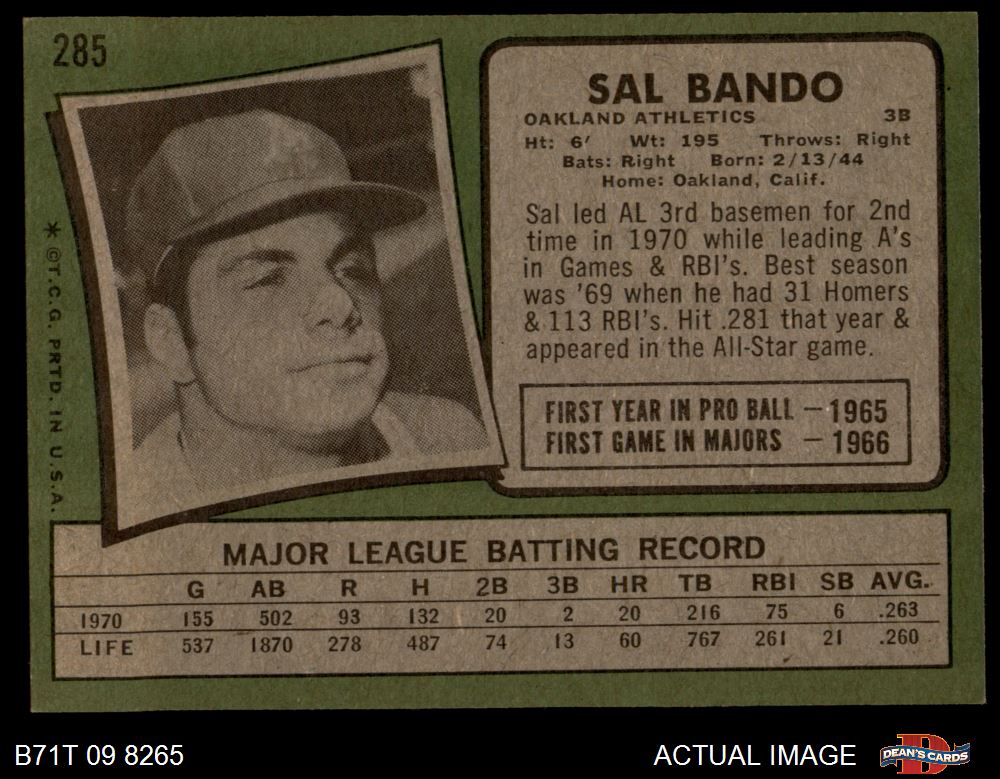 285
SAL BANDO
OAKLAND ATHLETICS 3B
Ht: 6' Wt: 195 Throws: Right
Bats: Right Born: 2/13/44
Home: Oakland, Calif.
Sal led AL 3rd basemen for 2nd
time in 1970 while leading A's
in Games & RBI's. Best season
was '69 when he had 31 Homers
& 113 RBI's. Hit .281 that year &
appeared in the All-Star game.
FIRST YEAR IN PRO BALL — 1965
FIRST GAME IN MAJORS — 1966
* ©T.C.G. PRTD. IN U.S.A.
MAJOR LEAGUE BATTING RECORD
G AB R H 2B 3B HR TB RBI SB AVG.
1970 155 502 93 132 20 2 20 216 75 6 .263
LIFE 537 1870 278 487 74 13 60 767 261 21 .260
B71T 09 8265
ACTUAL IMAGE
D
DEAN'S CARDS